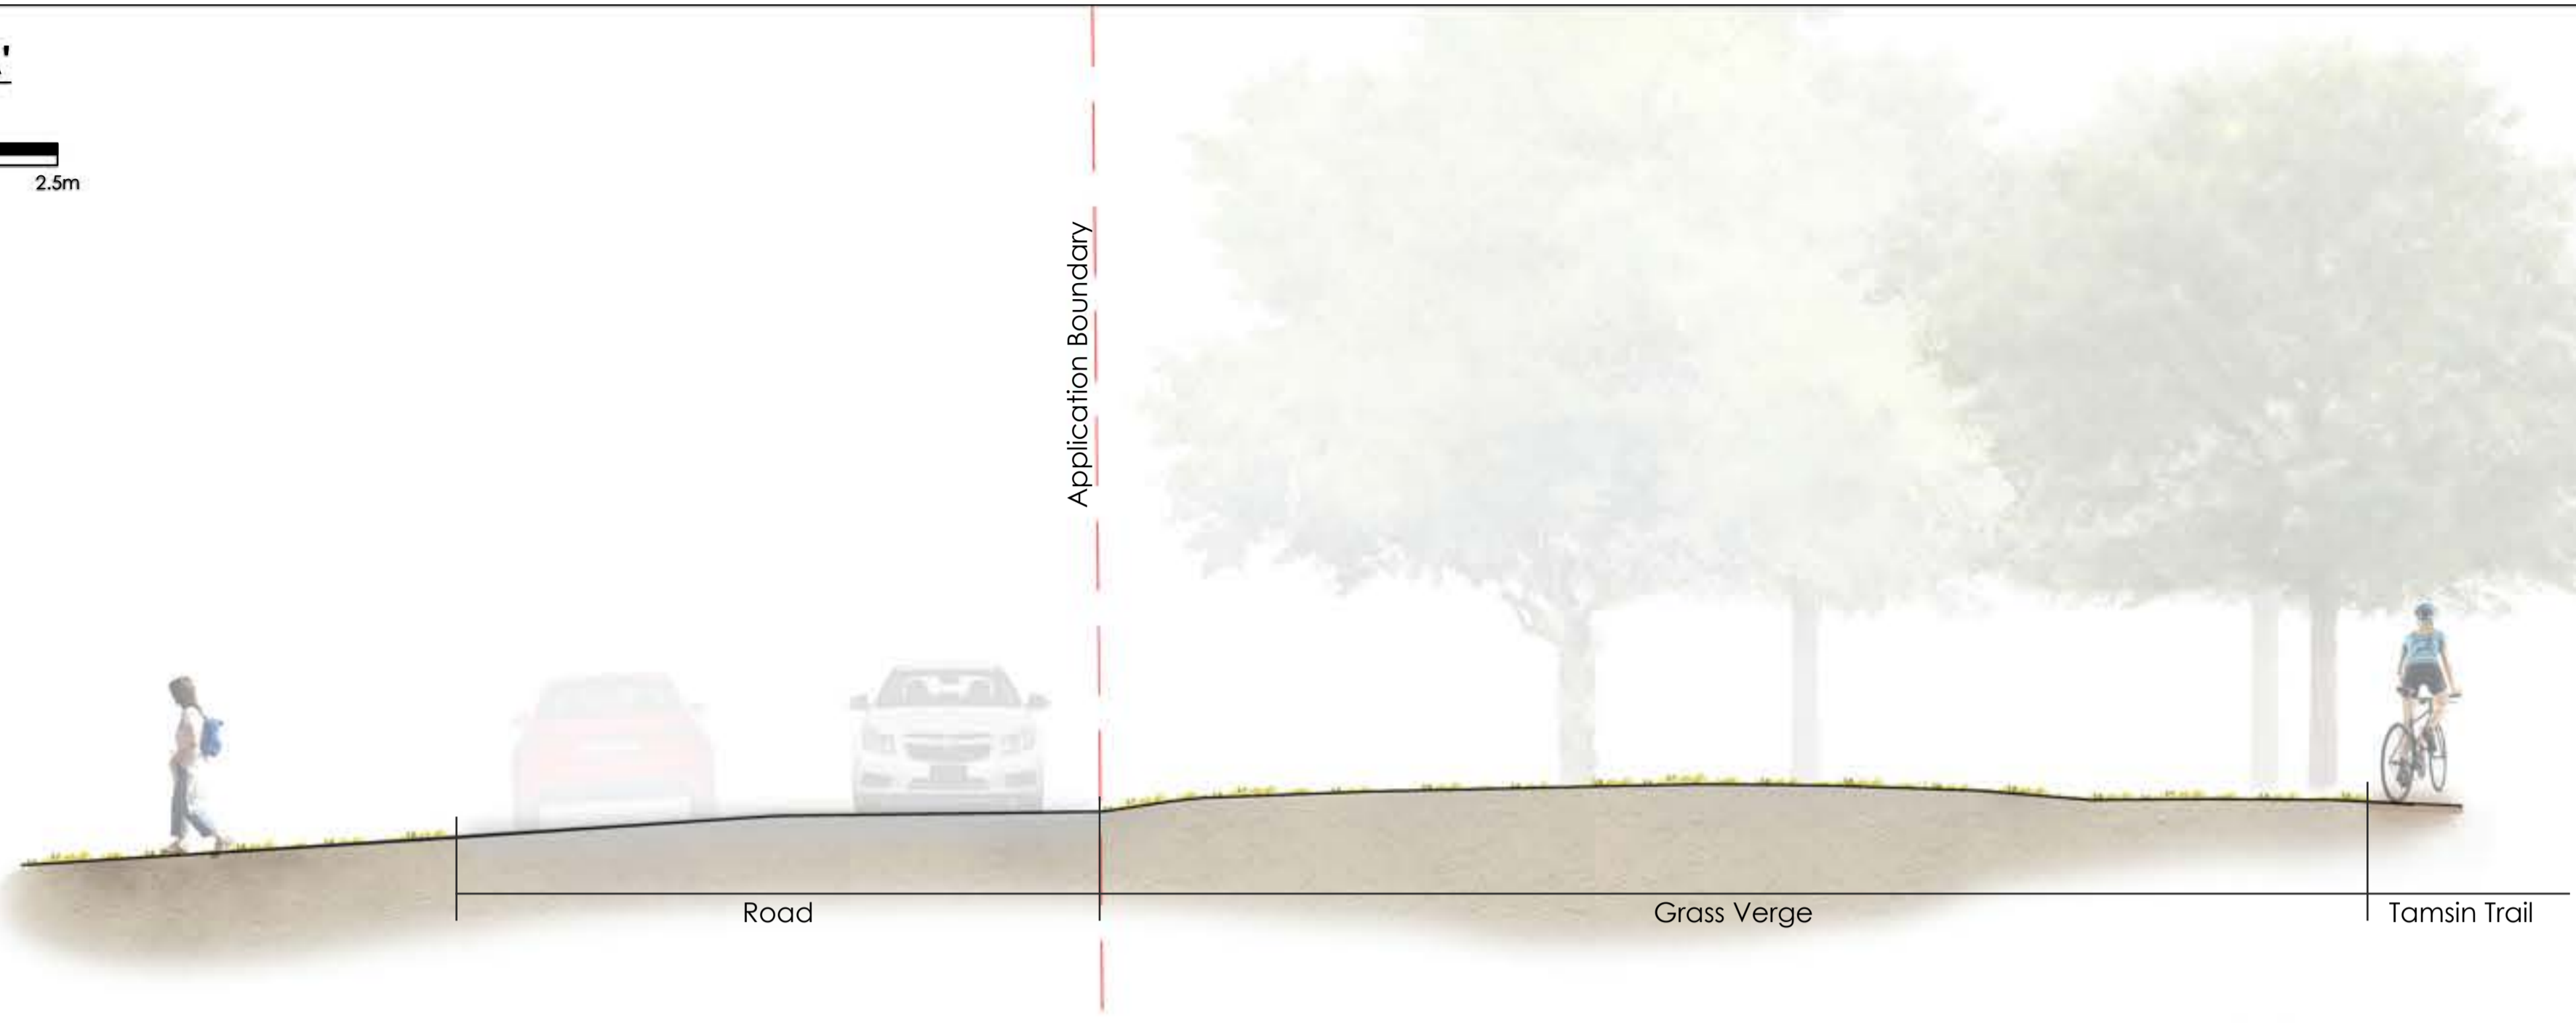 2.5m
Application Boundary
Road
Grass Verge
Tamsin Trail